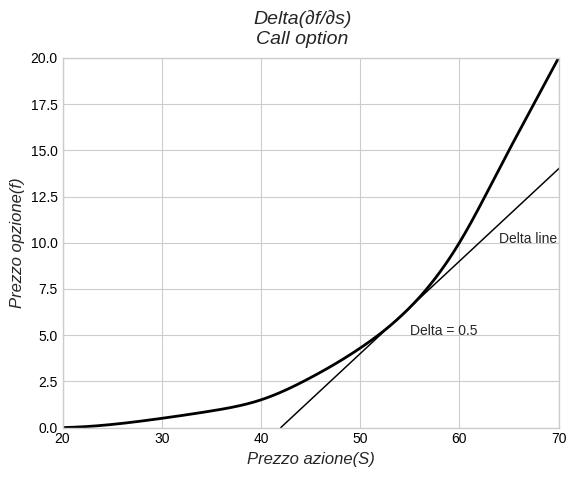 Delta(∂f/∂s)
Call option
20.0
17.5
15.0
12.5
10.0
7.5
5.0
2.5
0.0
Prezzo opzione(f)
Delta line
Delta = 0.5
20 30 40 50 60 70
Prezzo azione(S)